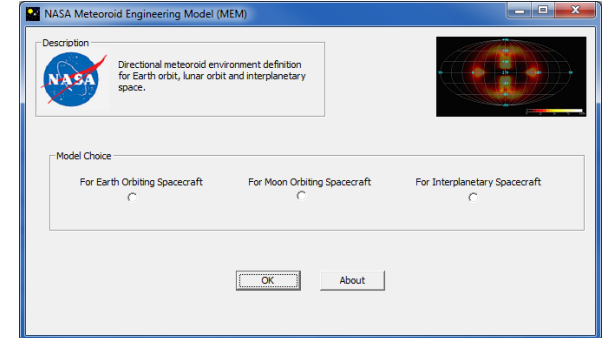 NASA Meteoroid Engineering Model (MEM)
Description
NASA
Directional meteoroid environment definition
for Earth orbit, lunar orbit and interplanetary
space.
Model Choice
For Earth Orbiting Spacecraft
For Moon Orbiting Spacecraft
For Interplanetary Spacecraft
OK
About